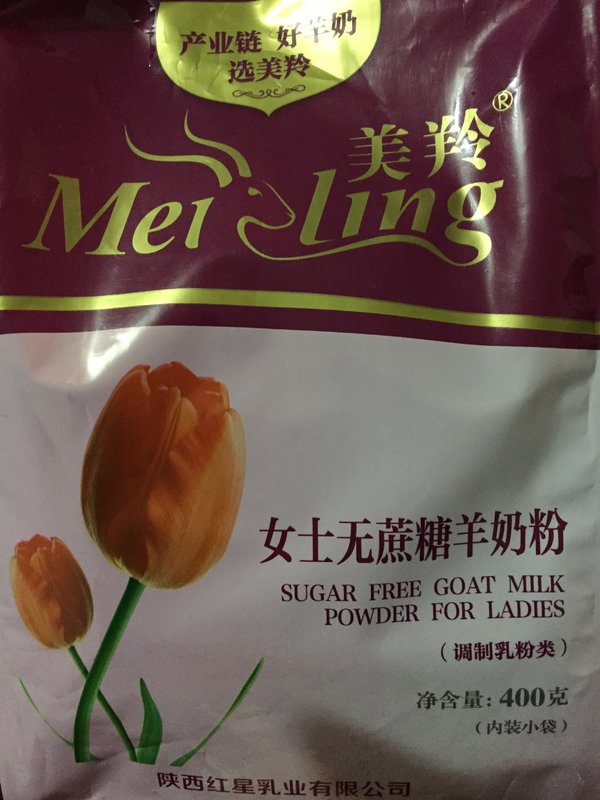 产业链 好羊奶
选美羚
美羚®
Meiling
女士无蔗糖羊奶粉
SUGAR FREE GOAT MILK
POWDER FOR LADIES
（调制乳粉类）
净含量：400克
（内装小袋）
陕西红星乳业有限公司